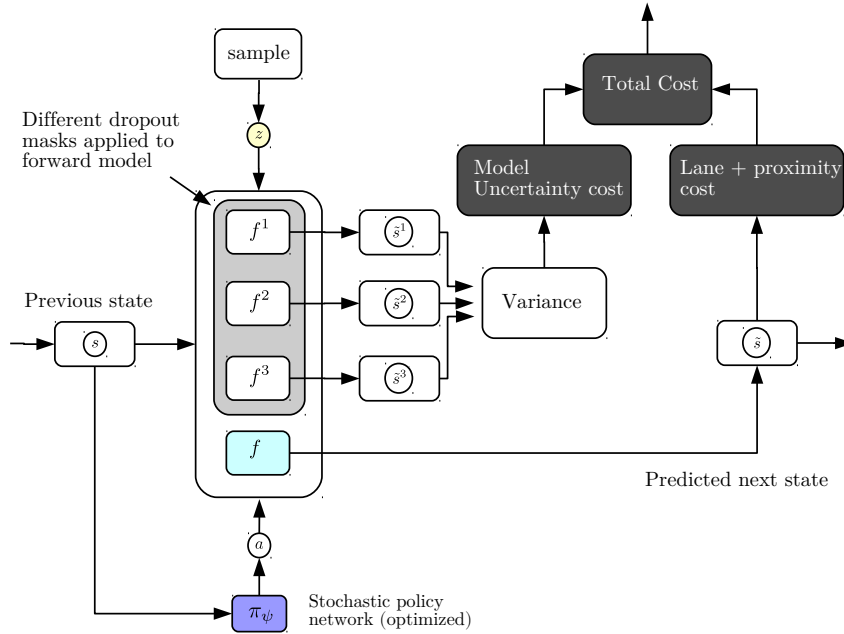 sample
z
Different dropout
masks applied to
forward model
Total Cost
Model
Uncertainty cost
Lane + proximity
cost
f¹
s̃¹
f²
s̃²
f³
s̃³
Variance
Previous state
s
s̃
f
Predicted next state
a
π_ψ
Stochastic policy
network (optimized)